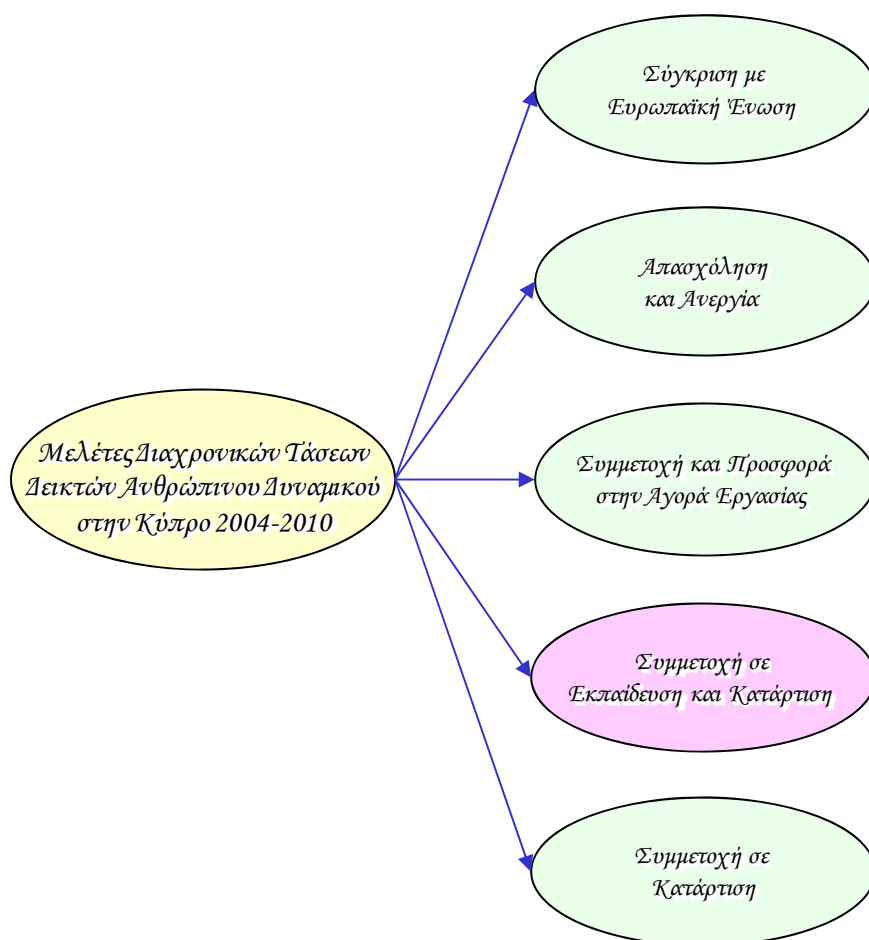 Σύγκριση με
Ευρωπαϊκή Ένωση
Απασχόληση
και Ανεργία
Μελέτες Διαχρονικών Τάσεων
Δεικτών Ανθρώπινου Δυναμικού
στην Κύπρο 2004-2010
Συμμετοχή και Προσφορά
στην Αγορά Εργασίας
Συμμετοχή σε
Εκπαίδευση και Κατάρτιση
Συμμετοχή σε
Κατάρτιση